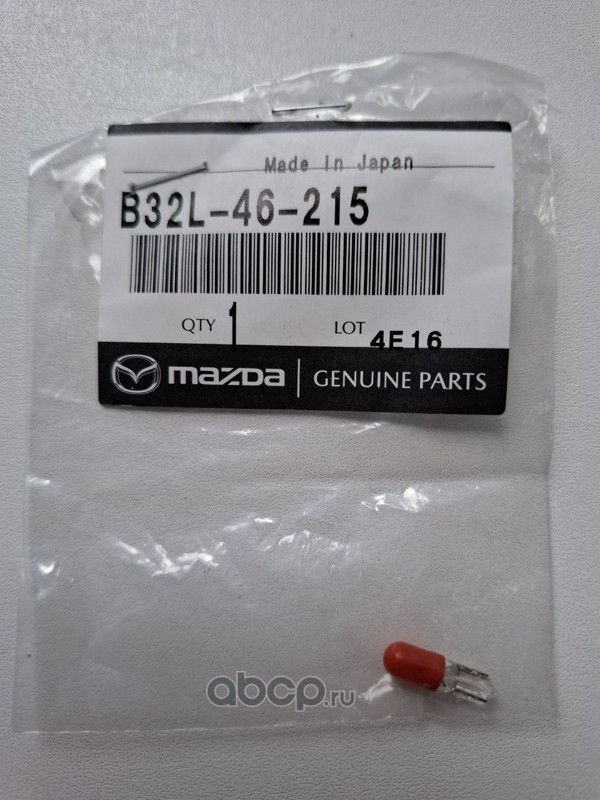 Made In Japan
B32L-46-215
QTY 1 LOT 4E16
mazda GENUINE PARTS
abcp.ru